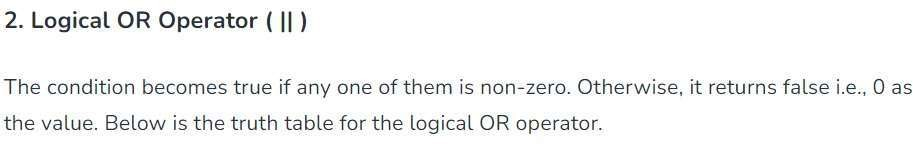 2. Logical OR Operator ( || )
The condition becomes true if any one of them is non-zero. Otherwise, it returns false i.e., 0 as
the value. Below is the truth table for the logical OR operator.